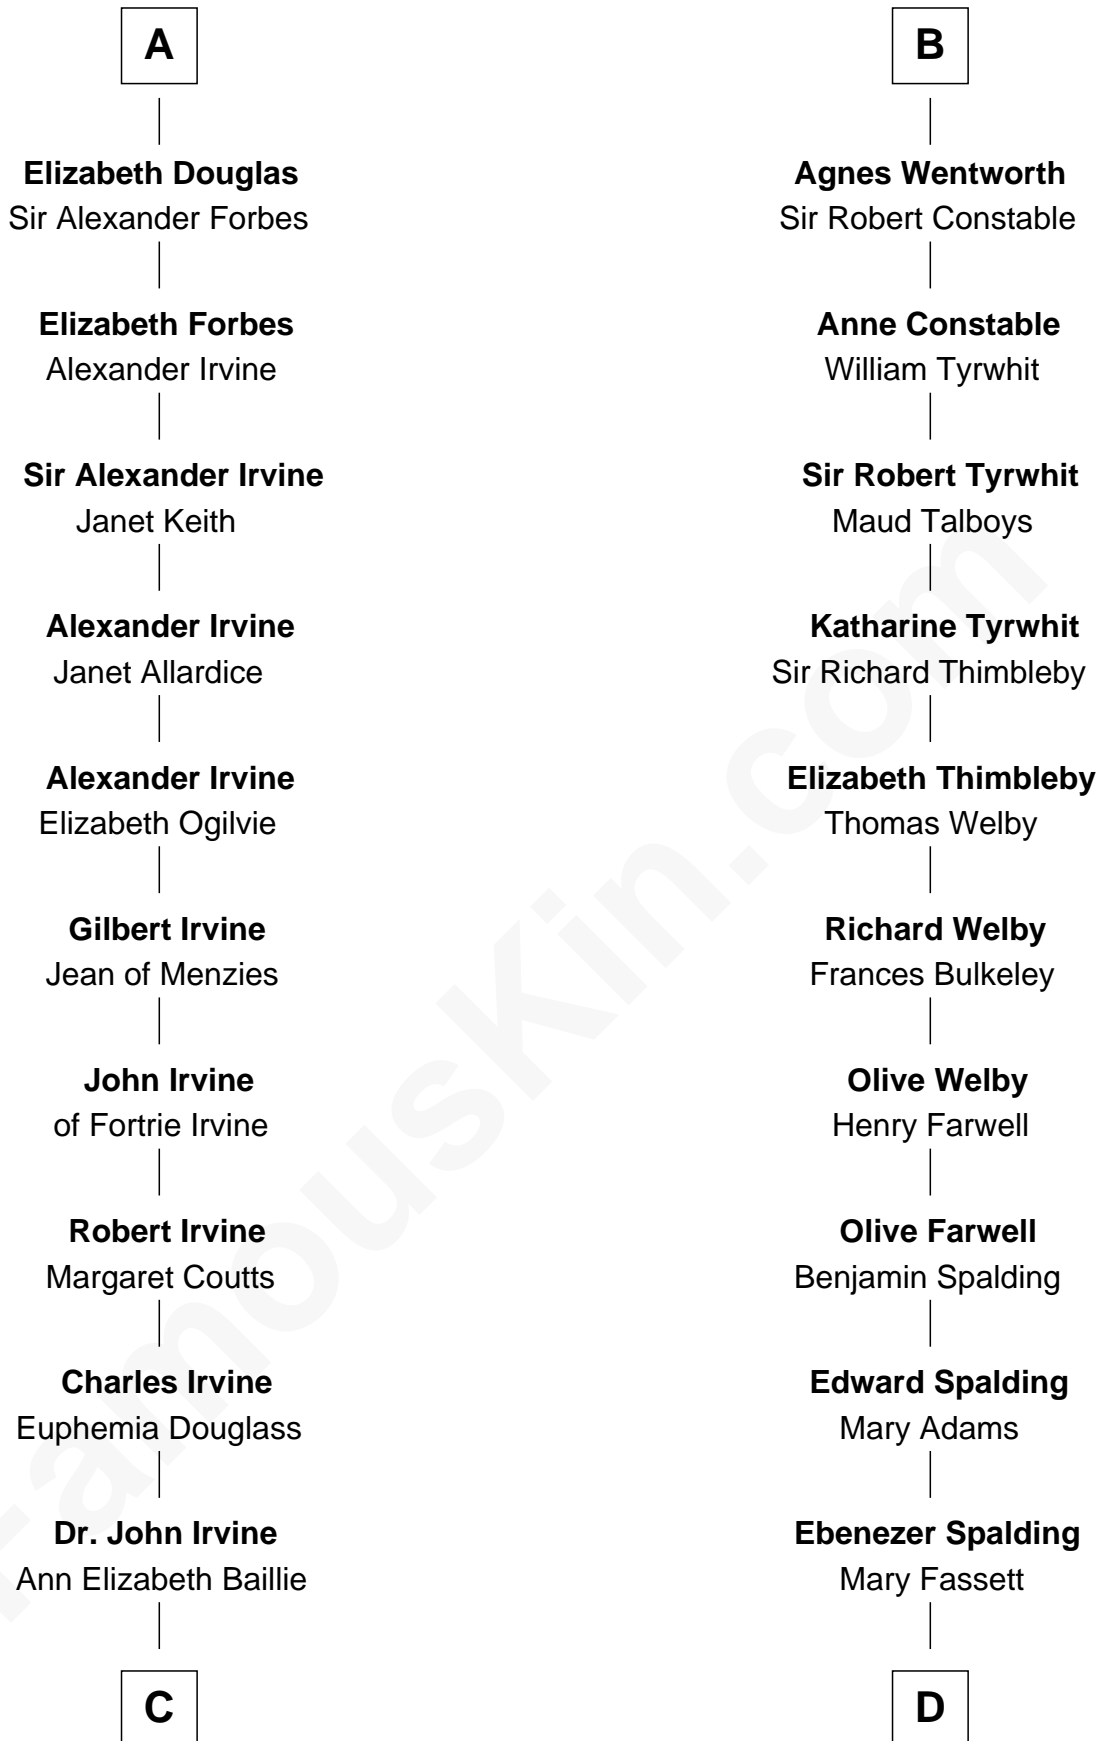 A
Elizabeth Douglas
Sir Alexander Forbes
Elizabeth Forbes
Alexander Irvine
Sir Alexander Irvine
Janet Keith
Alexander Irvine
Janet Allardice
Alexander Irvine
Elizabeth Ogilvie
Gilbert Irvine
Jean of Menzies
John Irvine
of Fortrie Irvine
Robert Irvine
Margaret Coutts
Charles Irvine
Euphemia Douglass
Dr. John Irvine
Ann Elizabeth Baillie
C
B
Agnes Wentworth
Sir Robert Constable
Anne Constable
William Tyrwhit
Sir Robert Tyrwhit
Maud Talboys
Katharine Tyrwhit
Sir Richard Thimbleby
Elizabeth Thimbleby
Thomas Welby
Richard Welby
Frances Bulkeley
Olive Welby
Henry Farwell
Olive Farwell
Benjamin Spalding
Edward Spalding
Mary Adams
Ebenezer Spalding
Mary Fassett
D
FamousKin.com